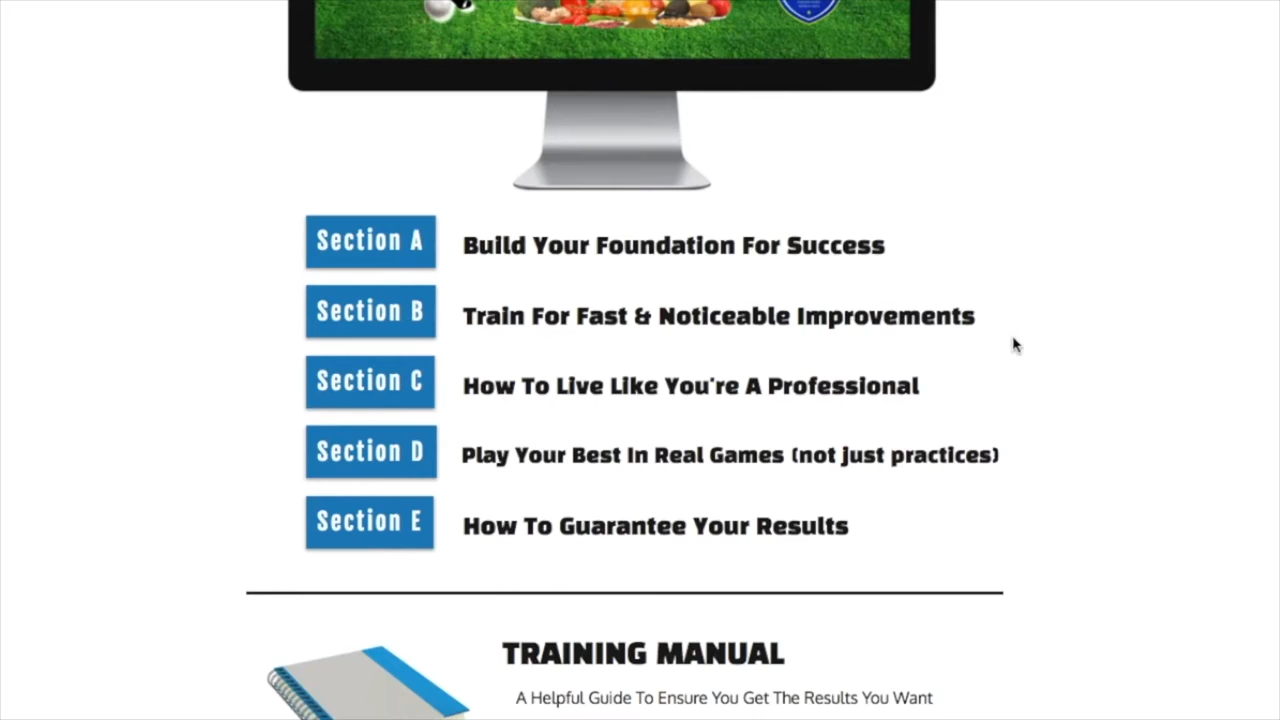 Section A
Build Your Foundation For Success
Section B
Train For Fast & Noticeable Improvements
Section C
How To Live Like You're A Professional
Section D
Play Your Best In Real Games (not just practices)
Section E
How To Guarantee Your Results
TRAINING MANUAL
A Helpful Guide To Ensure You Get The Results You Want